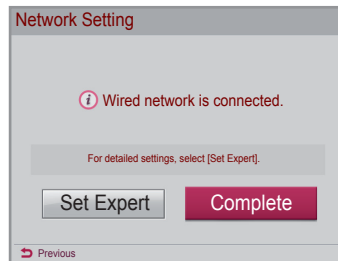 Network Setting
Wired network is connected.
For detailed settings, select [Set Expert].
Set Expert
Complete
Previous